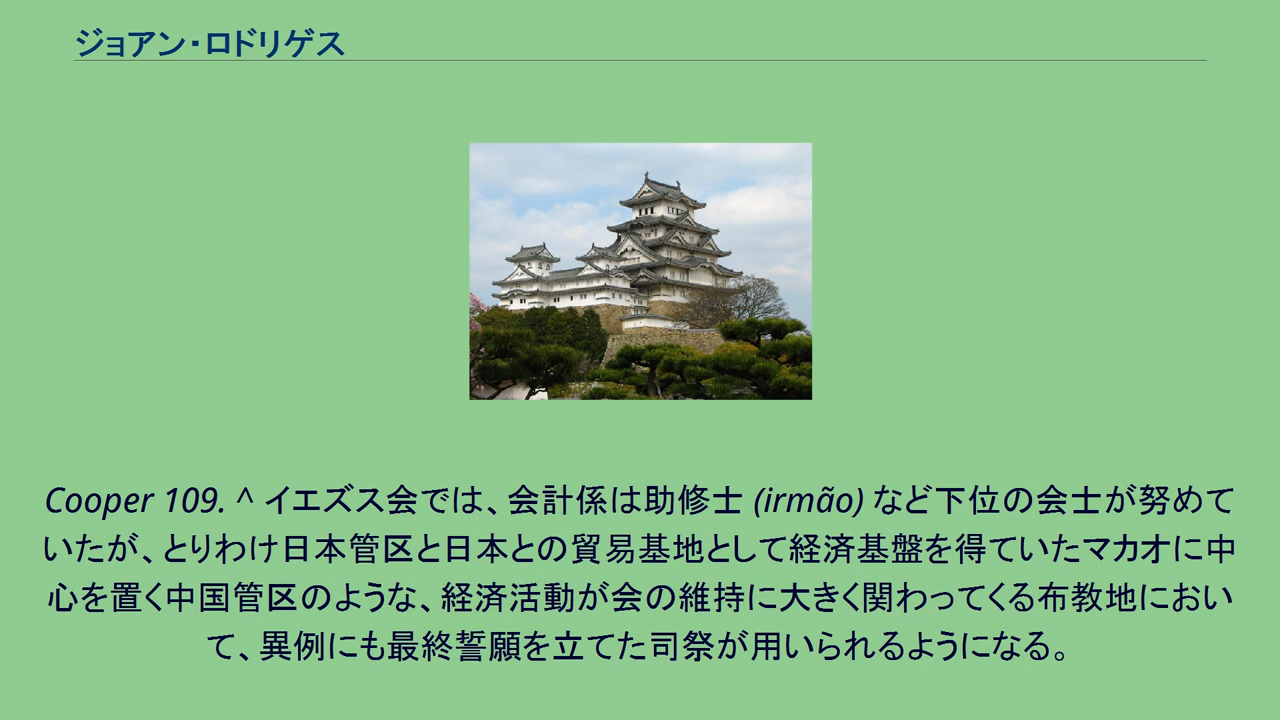 ジョアン・ロドリゲス
Cooper 109. ^ イエズス会では、会計係は助修士 (irmão) など下位の会士が努めて
いたが、とりわけ日本管区と日本との貿易基地として経済基盤を得ていたマカオに中
心を置く中国管区のような、経済活動が会の維持に大きく関わってくる布教地におい
て、異例にも最終誓願を立てた司祭が用いられるようになる。